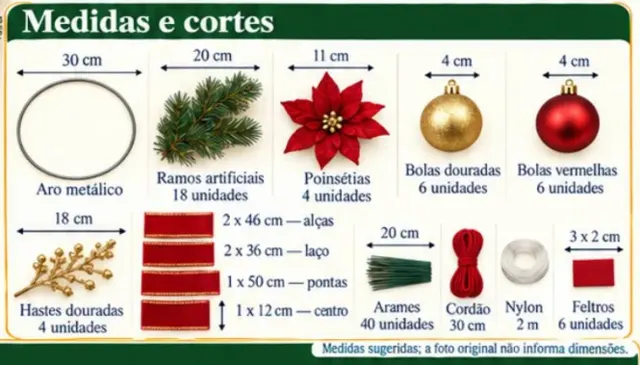 Medidas e cortes
30 cm
20 cm
11 cm
4 cm
4 cm
Aro metálico
Ramos artificiais
18 unidades
Poinsétias
4 unidades
Bolas douradas
6 unidades
Bolas vermelhas
6 unidades
18 cm
Hastes douradas
4 unidades
2 x 46 cm — alças
2 x 36 cm — laço
1 x 50 cm — pontas
1 x 12 cm — centro
20 cm
Arames
40 unidades
Cordão
30 cm
Nylon
2 m
3 x 2 cm
Feltros
6 unidades
Medidas sugeridas; a foto original não informa dimensões.